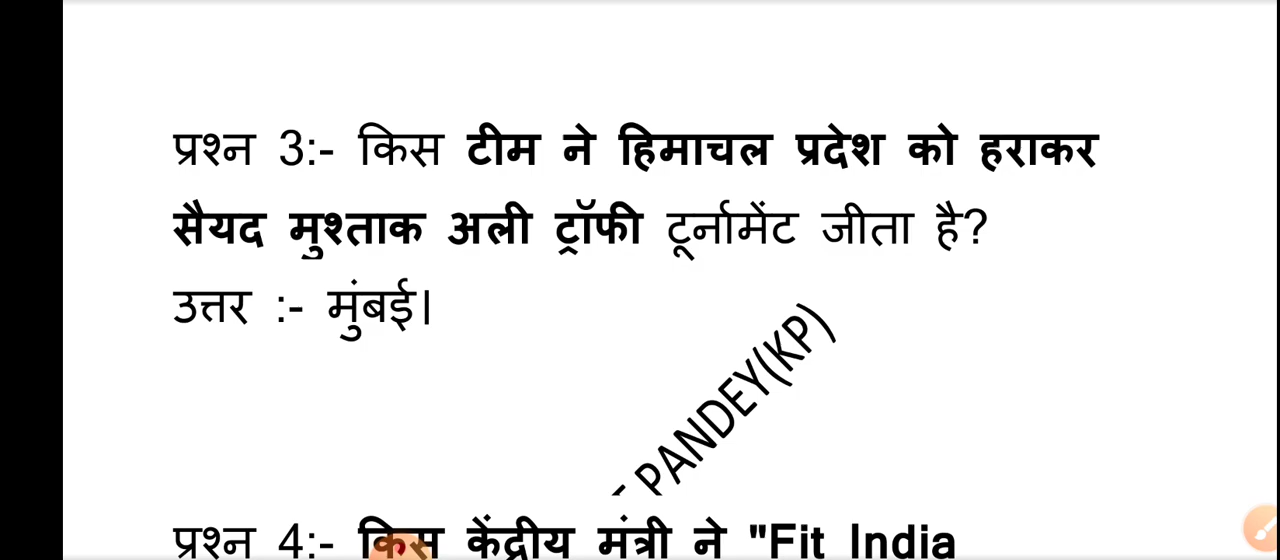 प्रश्न 3:- किस टीम ने हिमाचल प्रदेश को हराकर
सैयद मुश्ताक अली ट्रॉफी टूर्नामेंट जीता है?
उत्तर :- मुंबई।
PANDEY(KP)
प्रश्न 4:- किस केंद्रीय मंत्री ने "Fit India